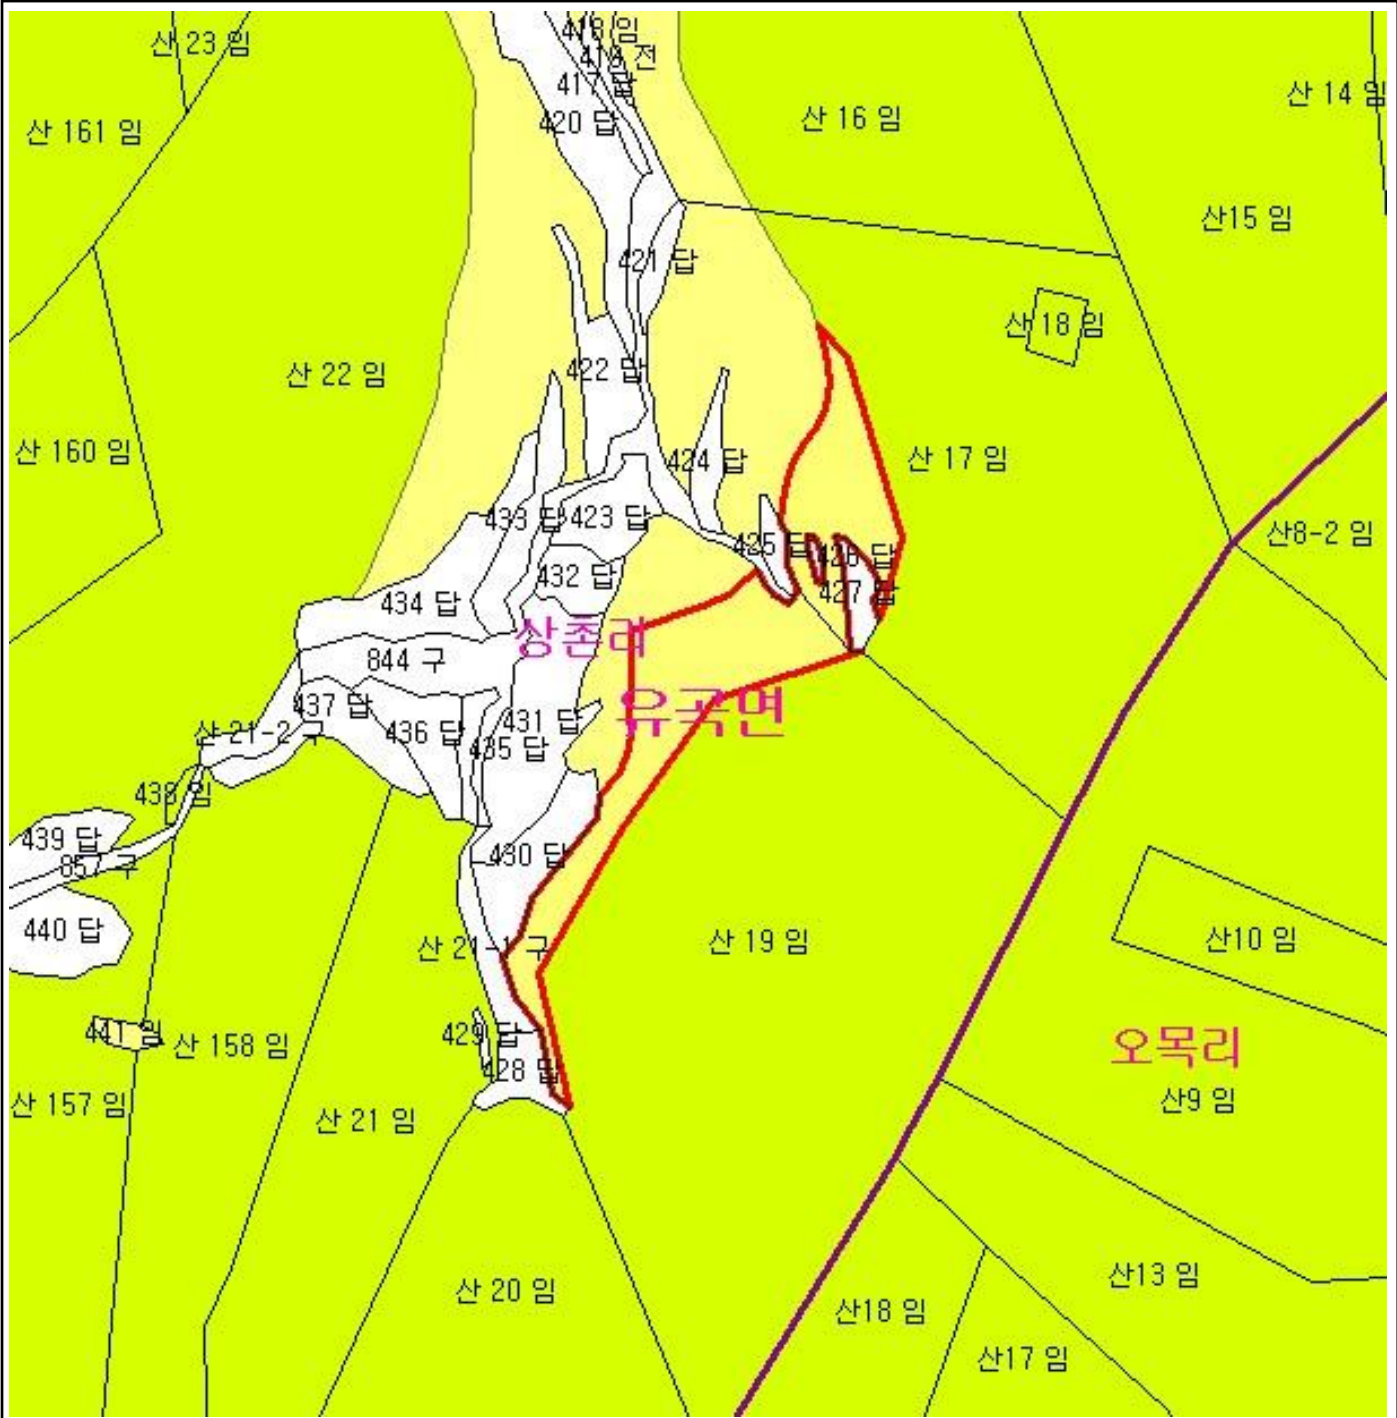 산 23 임
418 임
전
417 답
산 14 임
산 16 임
420 답
산 161 임
산15 임
421 답
산 18 임
422 답
산 22 임
산 160 임
424 답
산 17 임
433 답
423 답
산8-2 임
425 답
426 답
432 답
427 답
434 답
상촌리
844 구
437 답
유곡면
431 답
산 21-2 구
436 답
435 답
438 임
439 답
430 답
857 구
440 답
산 21-1 구
산 19 임
산10 임
441 임
429 답
산 158 임
오목리
428 답
산 157 임
산9 임
산 21 임
산13 임
산 20 임
산18 임
산17 임